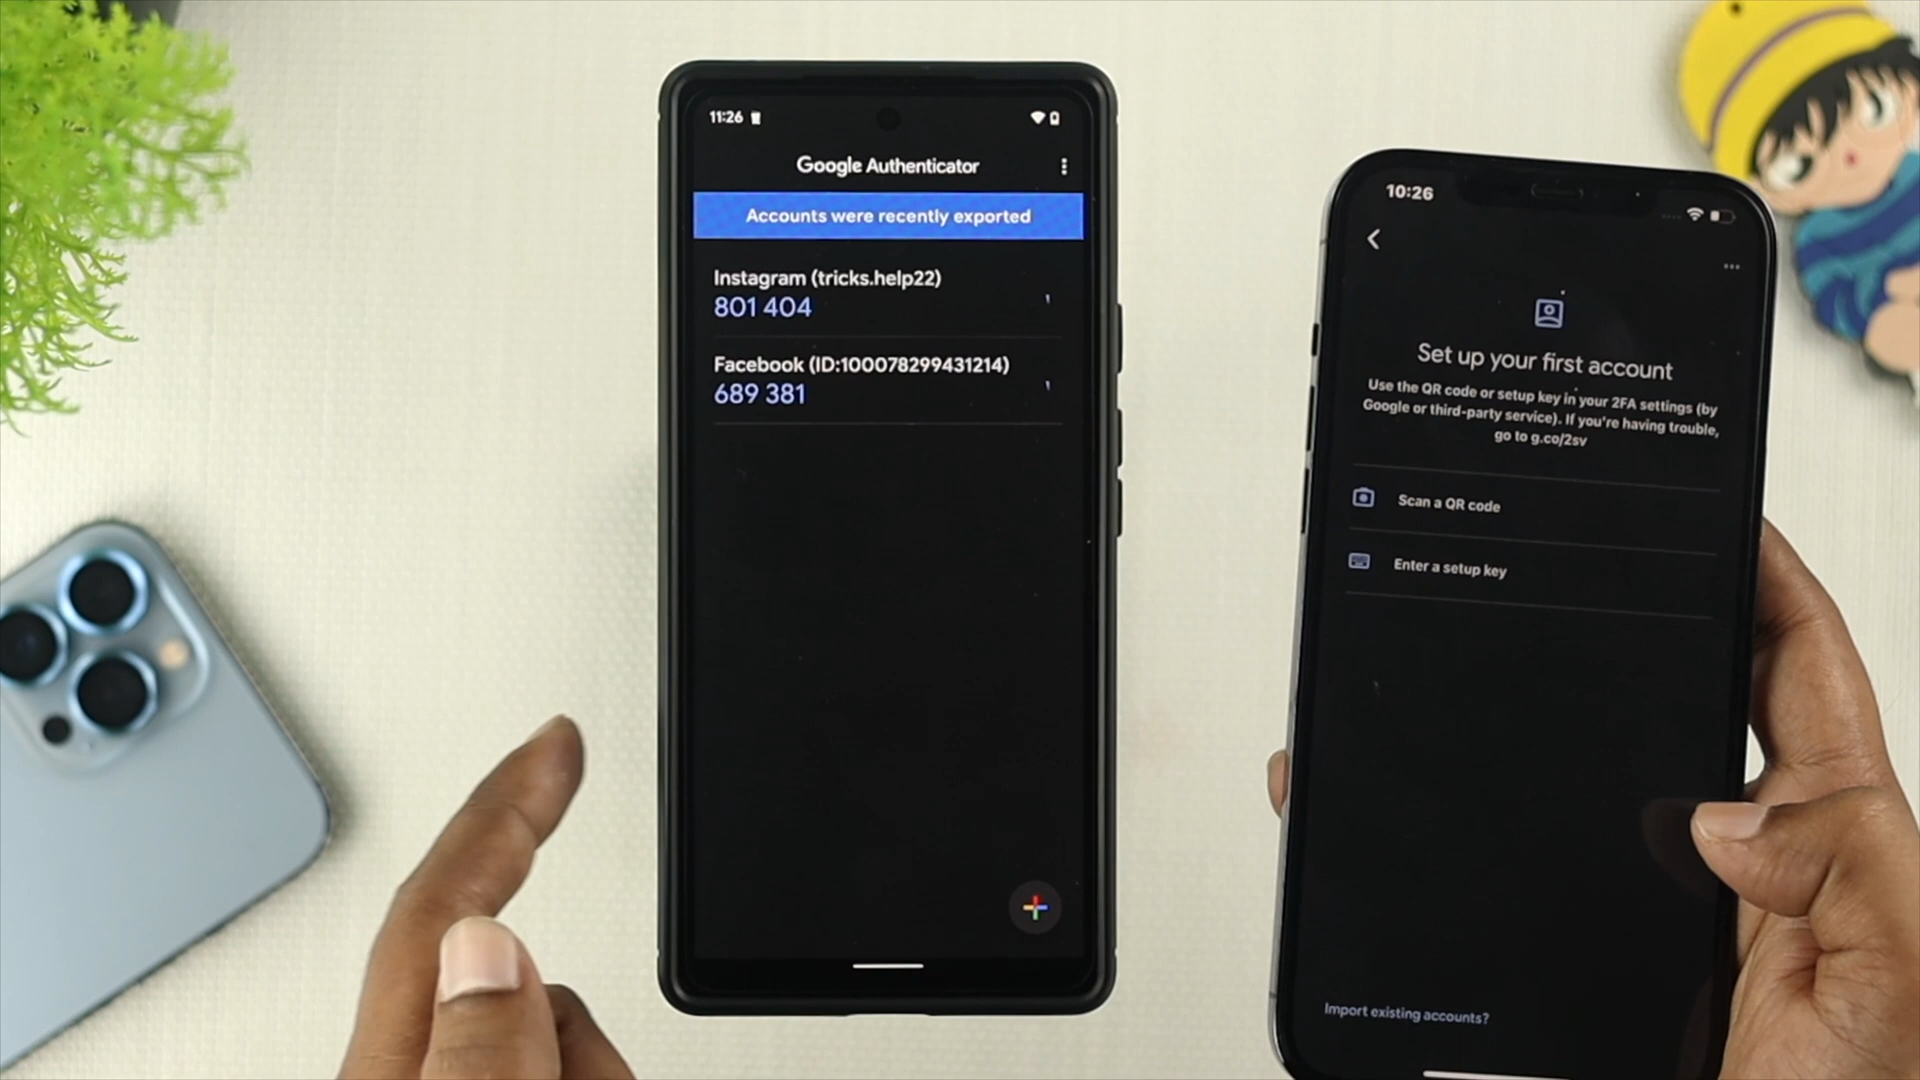 11:26
Google Authenticator
Accounts were recently exported
Instagram (tricks.help22)
801 404
Facebook (ID:100078299431214)
689 381
10:26
Set up your first account
Use the QR code or setup key in your 2FA settings (by
Google or third-party service). If you're having trouble,
go to g.co/2sv
Scan a QR code
Enter a setup key
Import existing accounts?